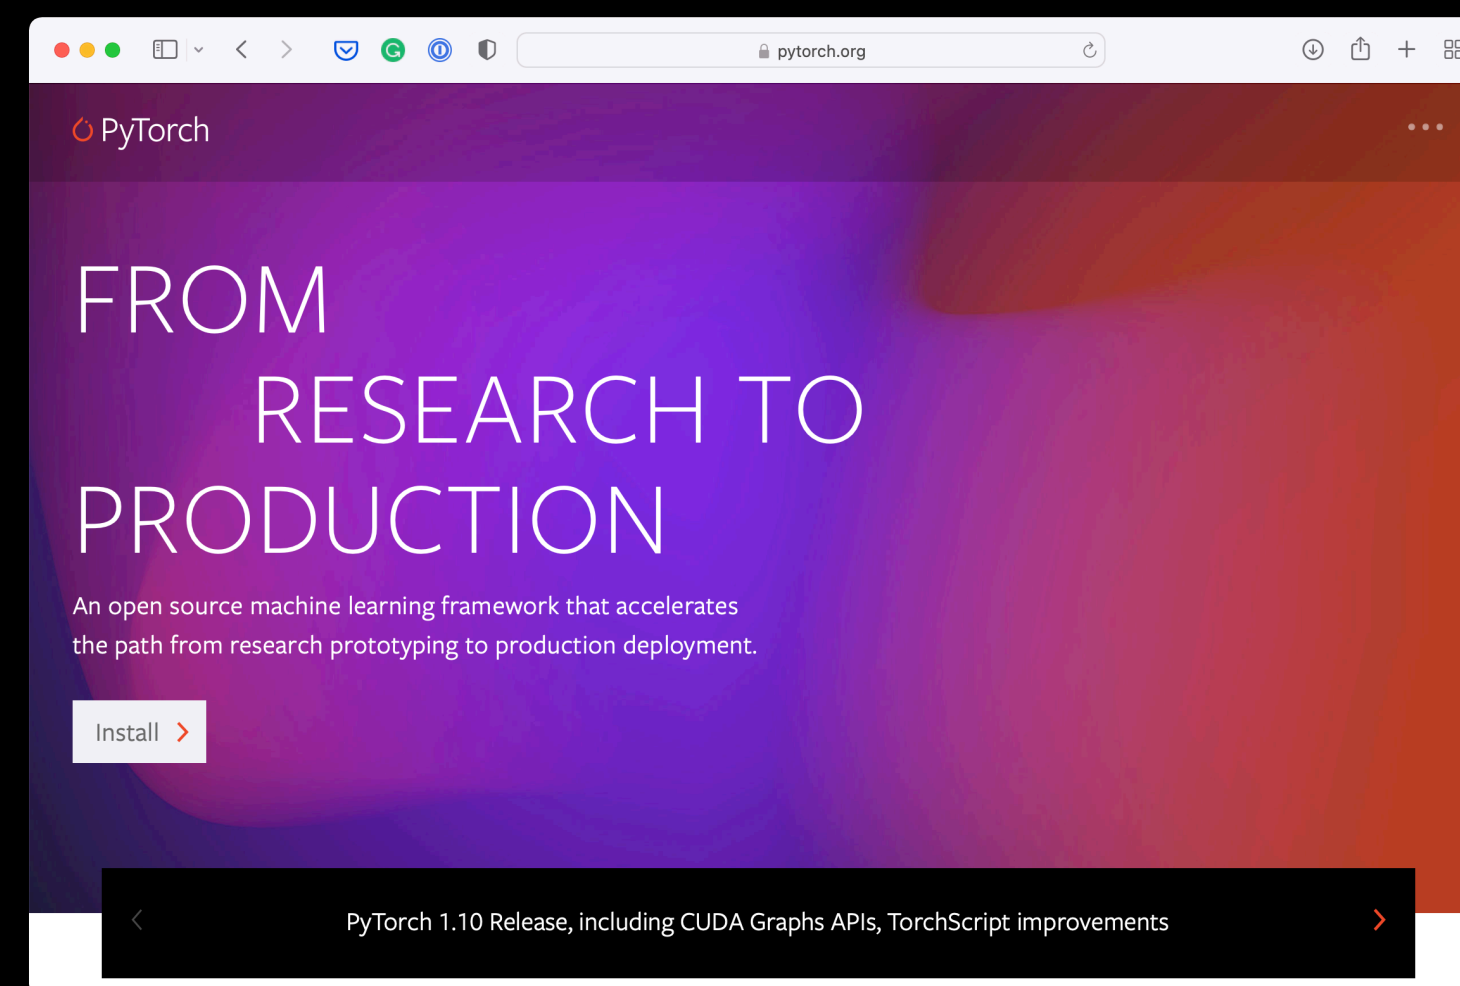 pytorch.org
PyTorch
FROM
RESEARCH TO
PRODUCTION
An open source machine learning framework that accelerates
the path from research prototyping to production deployment.
Install
PyTorch 1.10 Release, including CUDA Graphs APIs, TorchScript improvements